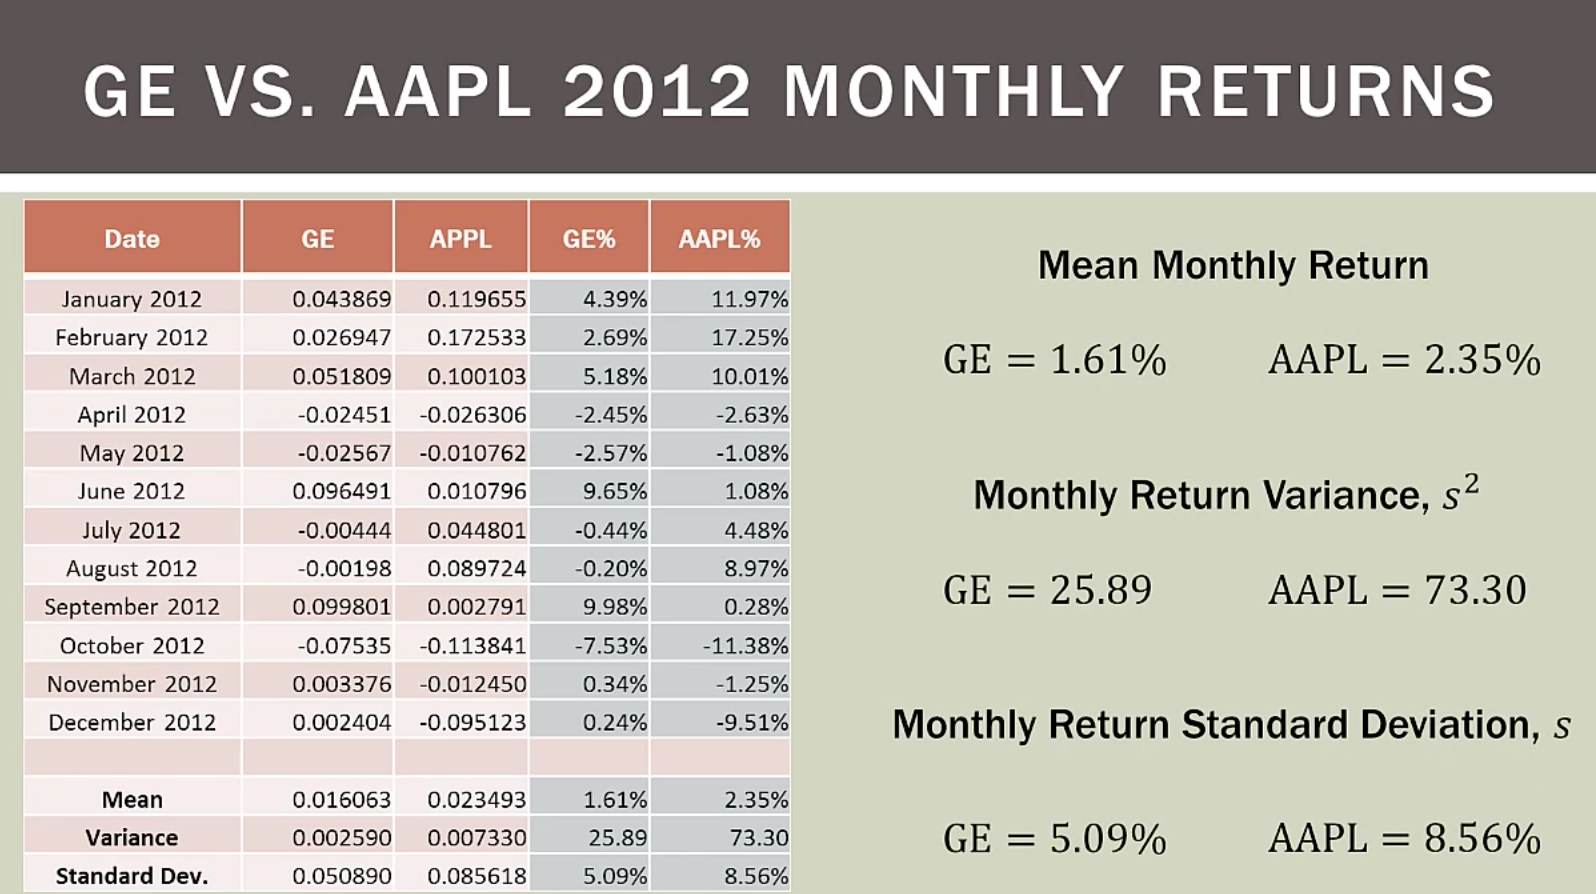 GE VS. AAPL 2012 MONTHLY RETURNS
Date GE APPL GE% AAPL%
January 2012 0.043869 0.119655 4.39% 11.97%
February 2012 0.026947 0.172533 2.69% 17.25%
March 2012 0.051809 0.100103 5.18% 10.01%
April 2012 -0.02451 -0.026306 -2.45% -2.63%
May 2012 -0.02567 -0.010762 -2.57% -1.08%
June 2012 0.096491 0.010796 9.65% 1.08%
July 2012 -0.00444 0.044801 -0.44% 4.48%
August 2012 -0.00198 0.089724 -0.20% 8.97%
September 2012 0.099801 0.002791 9.98% 0.28%
October 2012 -0.07535 -0.113841 -7.53% -11.38%
November 2012 0.003376 -0.012450 0.34% -1.25%
December 2012 0.002404 -0.095123 0.24% -9.51%
Mean 0.016063 0.023493 1.61% 2.35%
Variance 0.002590 0.007330 25.89 73.30
Standard Dev. 0.050890 0.085618 5.09% 8.56%
Mean Monthly Return
GE = 1.61% AAPL = 2.35%
Monthly Return Variance, s²
GE = 25.89 AAPL = 73.30
Monthly Return Standard Deviation, s
GE = 5.09% AAPL = 8.56%